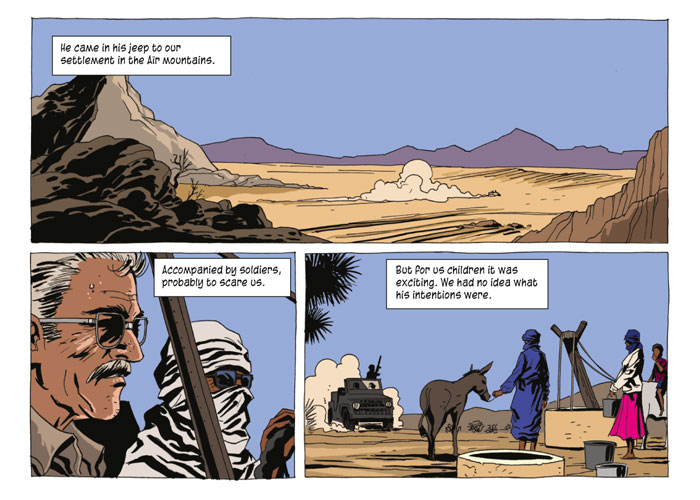 He came in his jeep to our
settlement in the Air mountains.
Accompanied by soldiers,
probably to scare us.
But for us children it was
exciting. We had no idea what
his intentions were.